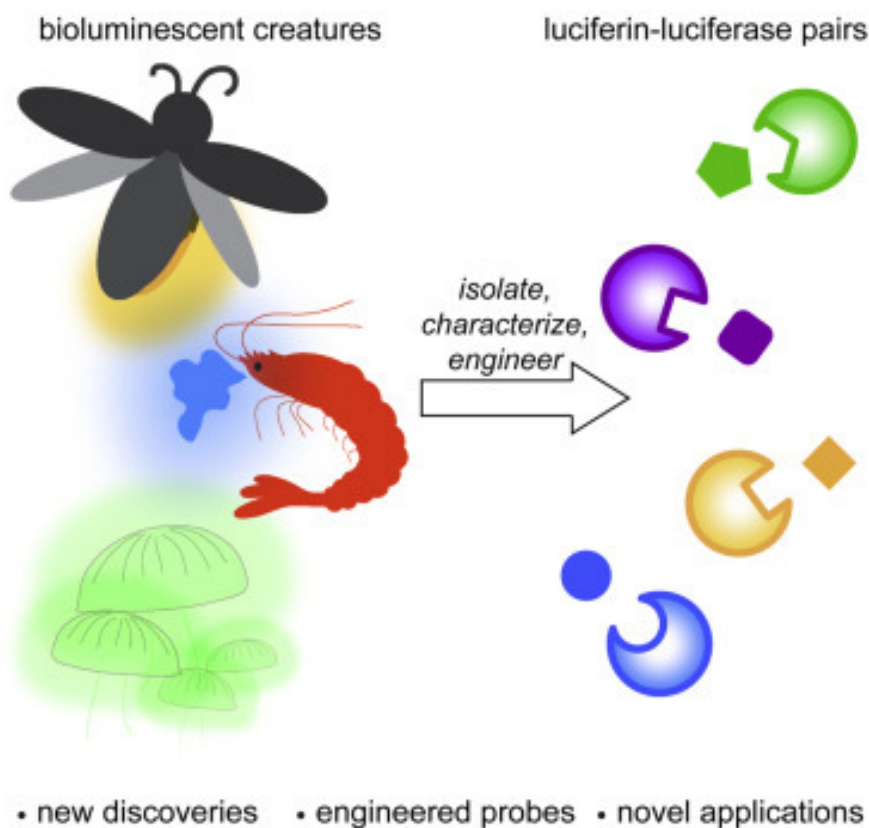 bioluminescent creatures
luciferin-luciferase pairs
isolate,
characterize,
engineer
• new discoveries • engineered probes • novel applications